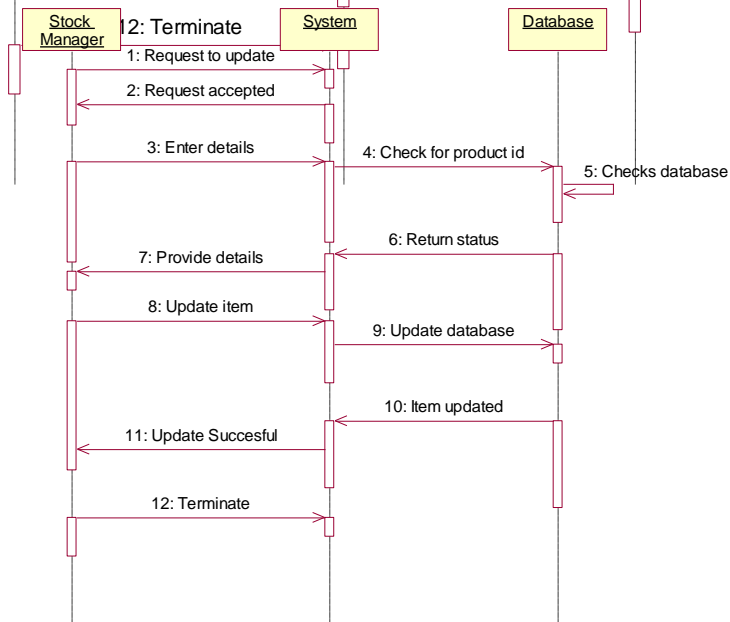 Stock
Manager
12: Terminate
System
Database
1: Request to update
2: Request accepted
3: Enter details
4: Check for product id
5: Checks database
6: Return status
7: Provide details
8: Update item
9: Update database
10: Item updated
11: Update Succesful
12: Terminate